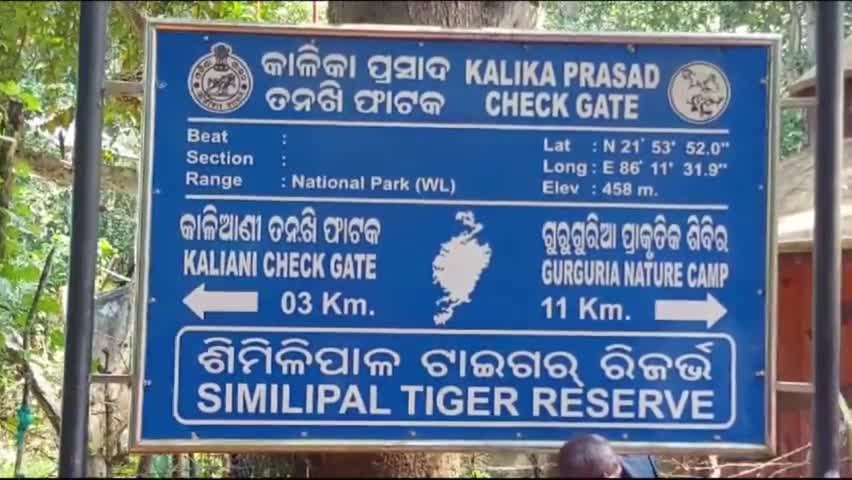 କାଳିକା ପ୍ରସାଦ
ତନଖି ଫାଟକ
KALIKA PRASAD
CHECK GATE
Beat :
Section :
Range : National Park (WL)
Lat : N 21° 53' 52.0"
Long : E 86° 11' 31.9"
Elev : 458 m.
କାଳିଆଣୀ ତନଖି ଫାଟକ
KALIANI CHECK GATE
03 Km.
ଗୁରୁଗୁରିଆ ପ୍ରାକୃତିକ ଶିବିର
GURGURIA NATURE CAMP
11 Km.
ଶିମିଳିପାଳ ଟାଇଗର୍ ରିଜର୍ଭ
SIMILIPAL TIGER RESERVE